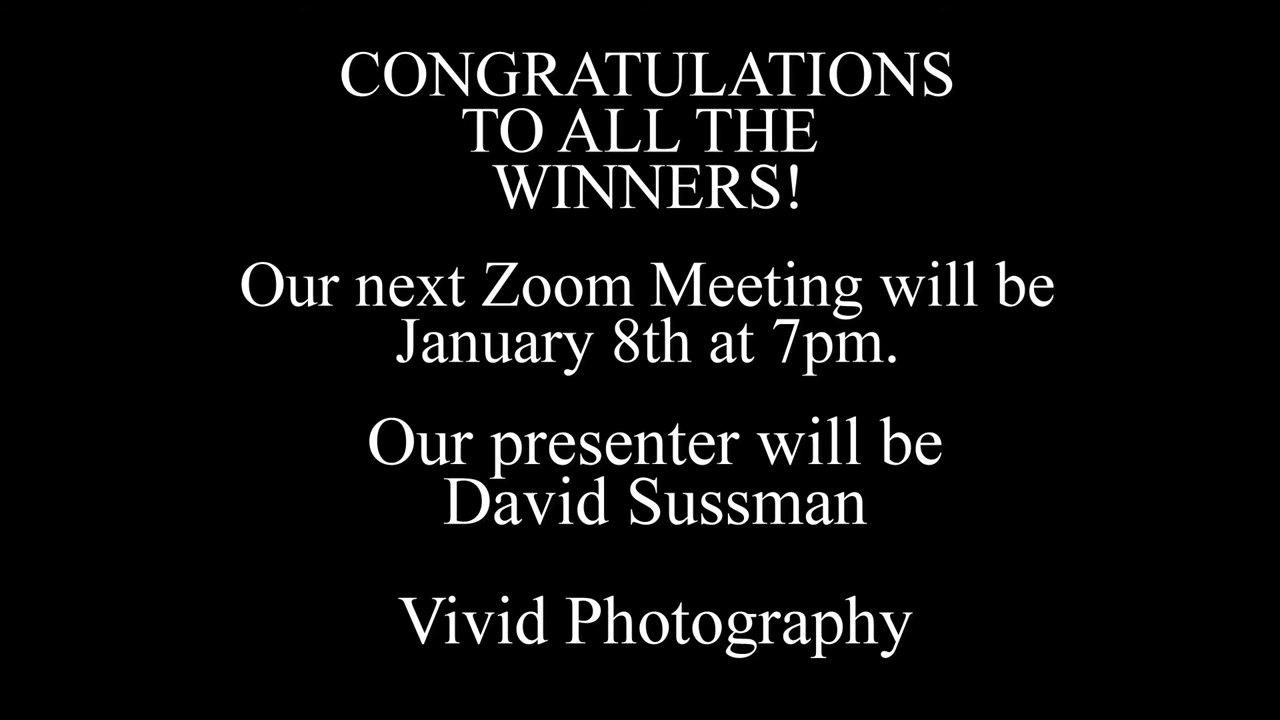 CONGRATULATIONS
TO ALL THE
WINNERS!
Our next Zoom Meeting will be
January 8th at 7pm.
Our presenter will be
David Sussman
Vivid Photography